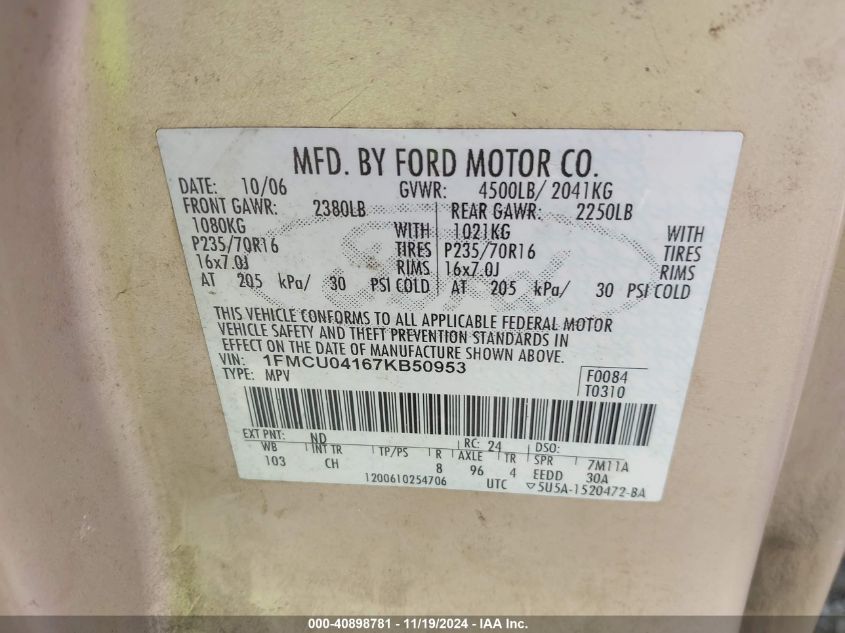 MFD. BY FORD MOTOR CO.
DATE: 10/06 GVWR: 4500LB/ 2041KG
FRONT GAWR: 2380LB REAR GAWR: 2250LB
1080KG WITH 1021KG WITH
P235/70R16 TIRES P235/70R16 TIRES
16x7.0J RIMS 16x7.0J RIMS
AT 205 kPa/ 30 PSI COLD AT 205 kPa/ 30 PSI COLD
THIS VEHICLE CONFORMS TO ALL APPLICABLE FEDERAL MOTOR
VEHICLE SAFETY AND THEFT PREVENTION STANDARDS IN
EFFECT ON THE DATE OF MANUFACTURE SHOWN ABOVE.
VIN: 1FMCU04167KB50953 F0084
TYPE: MPV T0310
EXT PNT: ND RC: 24 DSO:
WB INT TR TP/PS R AXLE TR SPR 7M11A
103 CH 8 96 4 EEDD 30A
1200610254706 UTC ▽5U5A-1520472-BA
000-40898781 - 11/19/2024 - IAA Inc.